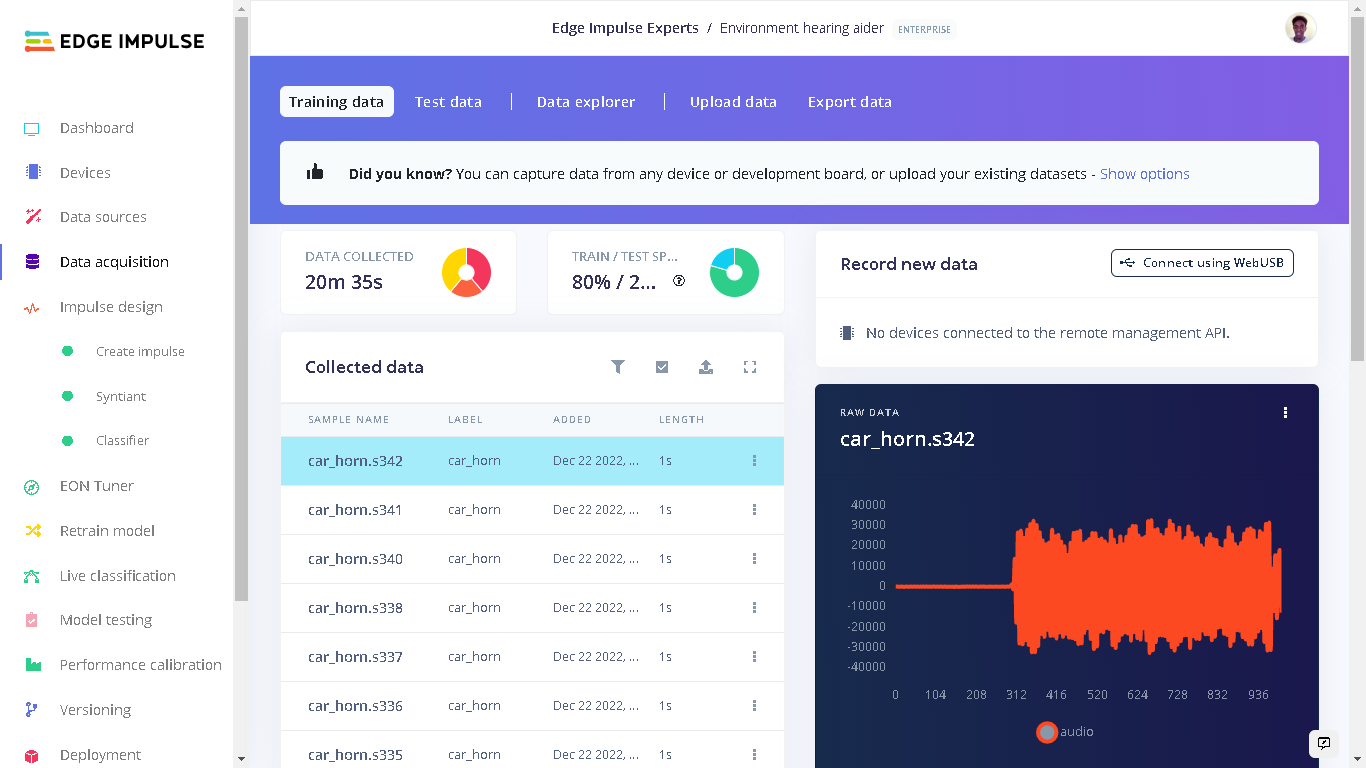 EDGE IMPULSE
Edge Impulse Experts / Environment hearing aider ENTERPRISE
Dashboard
Devices
Data sources
Data acquisition
Impulse design
Create impulse
Syntiant
Classifier
EON Tuner
Retrain model
Live classification
Model testing
Performance calibration
Versioning
Deployment
Training data
Test data
Data explorer
Upload data
Export data
Did you know? You can capture data from any device or development board, or upload your existing datasets - Show options
DATA COLLECTED
20m 35s
TRAIN / TEST SP...
80% / 2...
Collected data
SAMPLE NAME LABEL ADDED LENGTH
car_horn.s342 car_horn Dec 22 2022, ... 1s
car_horn.s341 car_horn Dec 22 2022, ... 1s
car_horn.s340 car_horn Dec 22 2022, ... 1s
car_horn.s338 car_horn Dec 22 2022, ... 1s
car_horn.s337 car_horn Dec 22 2022, ... 1s
car_horn.s336 car_horn Dec 22 2022, ... 1s
car_horn.s335 car_horn Dec 22 2022, ... 1s
Record new data
Connect using WebUSB
No devices connected to the remote management API.
RAW DATA
car_horn.s342
40000
30000
20000
10000
0
-10000
-20000
-30000
-40000
0 104 208 312 416 520 624 728 832 936
audio